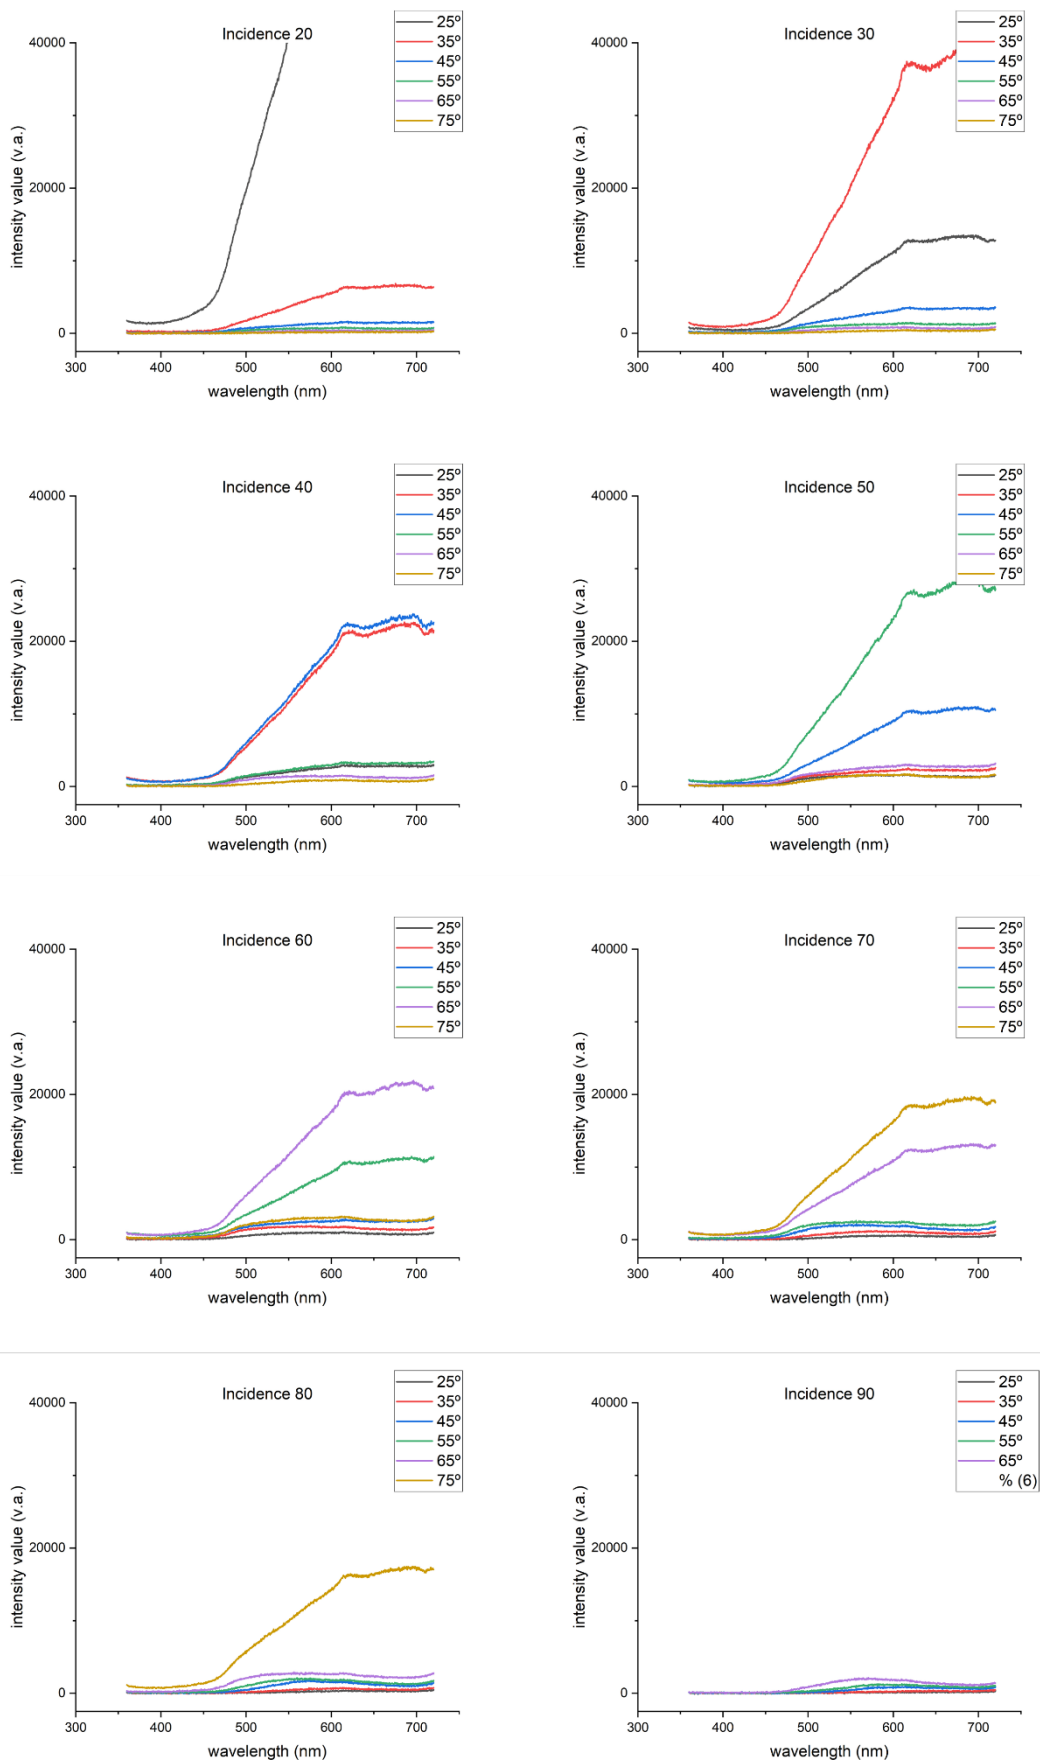 Incidence 20
25º
35º
45º
55º
65º
75º
40000
20000
0
intensity value (v.a.)
300 400 500 600 700
wavelength (nm)
Incidence 30
25º
35º
45º
55º
65º
75º
40000
20000
0
intensity value (v.a.)
300 400 500 600 700
wavelength (nm)
Incidence 40
25º
35º
45º
55º
65º
75º
40000
20000
0
intensity value (v.a.)
300 400 500 600 700
wavelength (nm)
Incidence 50
25º
35º
45º
55º
65º
75º
40000
20000
0
intensity value (v.a.)
300 400 500 600 700
wavelength (nm)
Incidence 60
25º
35º
45º
55º
65º
75º
40000
20000
0
intensity value (v.a.)
300 400 500 600 700
wavelength (nm)
Incidence 70
25º
35º
45º
55º
65º
75º
40000
20000
0
intensity value (v.a.)
300 400 500 600 700
wavelength (nm)
Incidence 80
25º
35º
45º
55º
65º
75º
40000
20000
0
intensity value (v.a.)
300 400 500 600 700
wavelength (nm)
Incidence 90
25º
35º
45º
55º
65º
% (6)
40000
20000
0
intensity value (v.a.)
300 400 500 600 700
wavelength (nm)